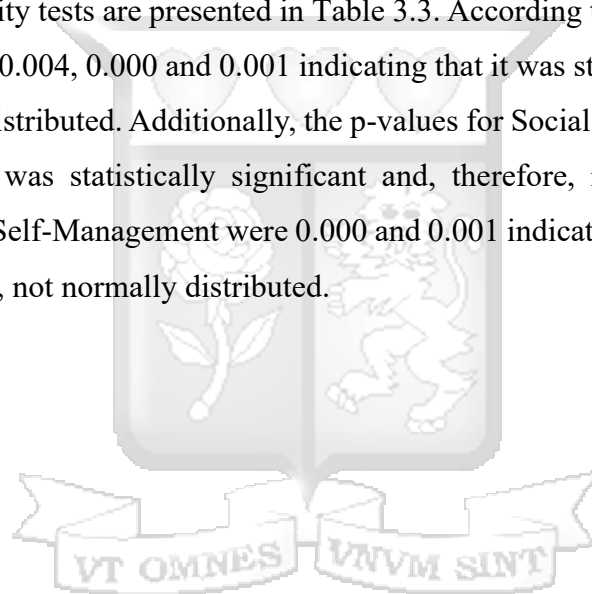 ity tests are presented in Table 3.3. According t
0.004, 0.000 and 0.001 indicating that it was st
istributed. Additionally, the p-values for Social
was statistically significant and, therefore,
Self-Management were 0.000 and 0.001 indicat
, not normally distributed.
VT OMNES VNVM SINT